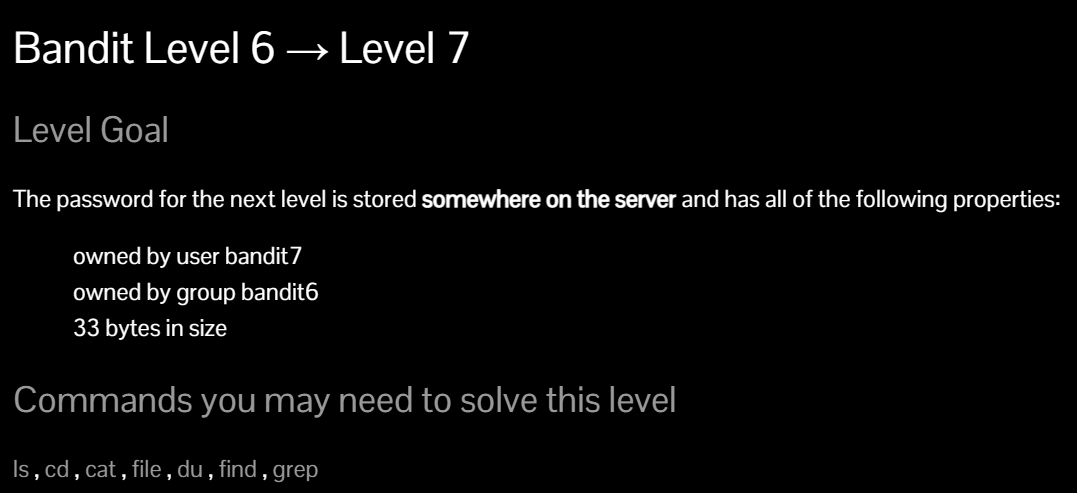 Bandit Level 6 → Level 7
Level Goal
The password for the next level is stored somewhere on the server and has all of the following properties:
owned by user bandit7
owned by group bandit6
33 bytes in size
Commands you may need to solve this level
ls , cd , cat , file , du , find , grep